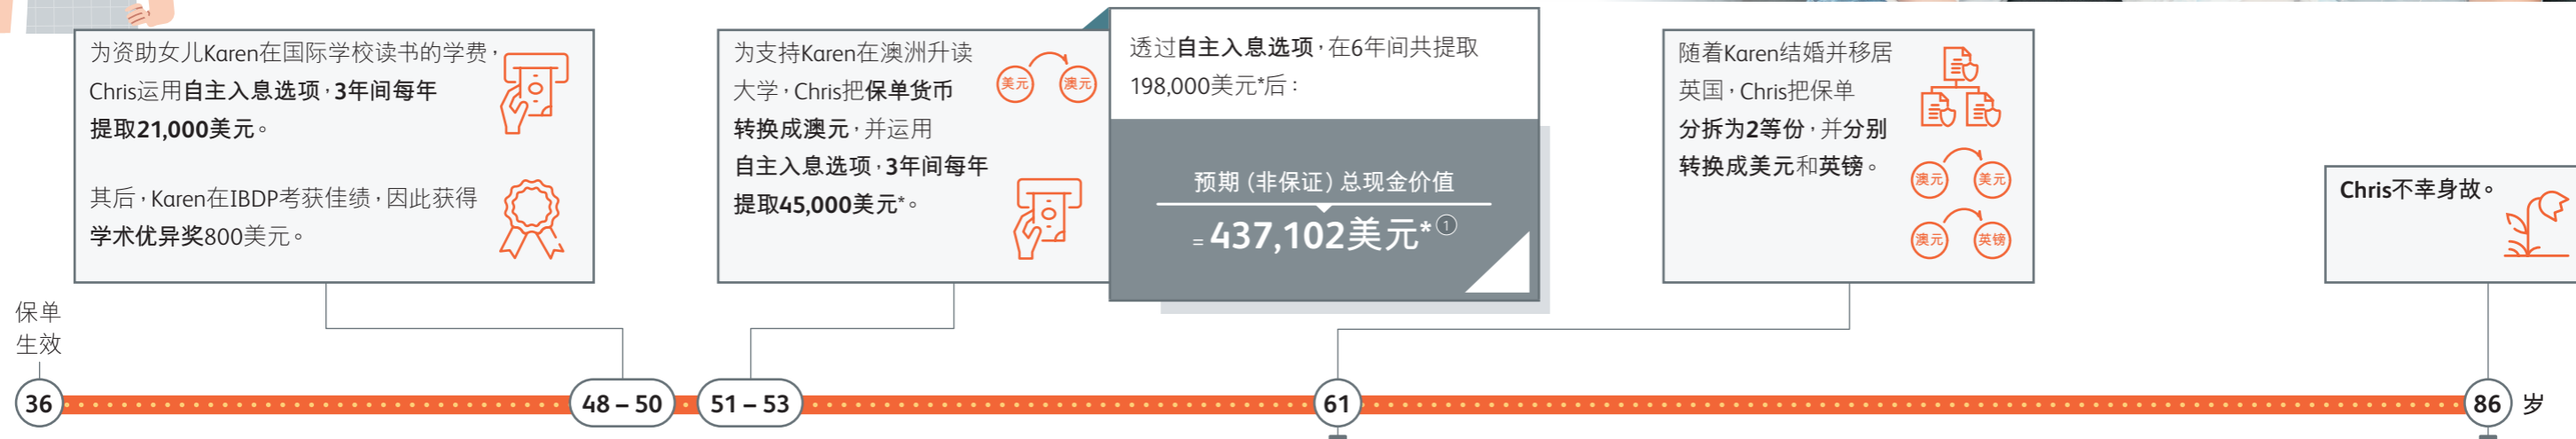 为资助女儿Karen在国际学校读书的学费，
Chris运用自主入息选项，3年间每年
提取21,000美元。
其后，Karen在IBDP考获佳绩，因此获得
学术优异奖800美元。
为支持Karen在澳洲升读
大学，Chris把保单货币
转换成澳元，并运用
自主入息选项，3年间每年
提取45,000美元*。
美元
澳元
透过自主入息选项，在6年间共提取
198,000美元*后：
预期（非保证）总现金价值
= 437,102美元*①
随着Karen结婚并移居
英国，Chris把保单
分拆为2等份，并分别
转换成美元和英镑。
澳元
美元
澳元
英镑
Chris不幸身故。
保单
生效
36
48 – 50
51 – 53
61
86
岁